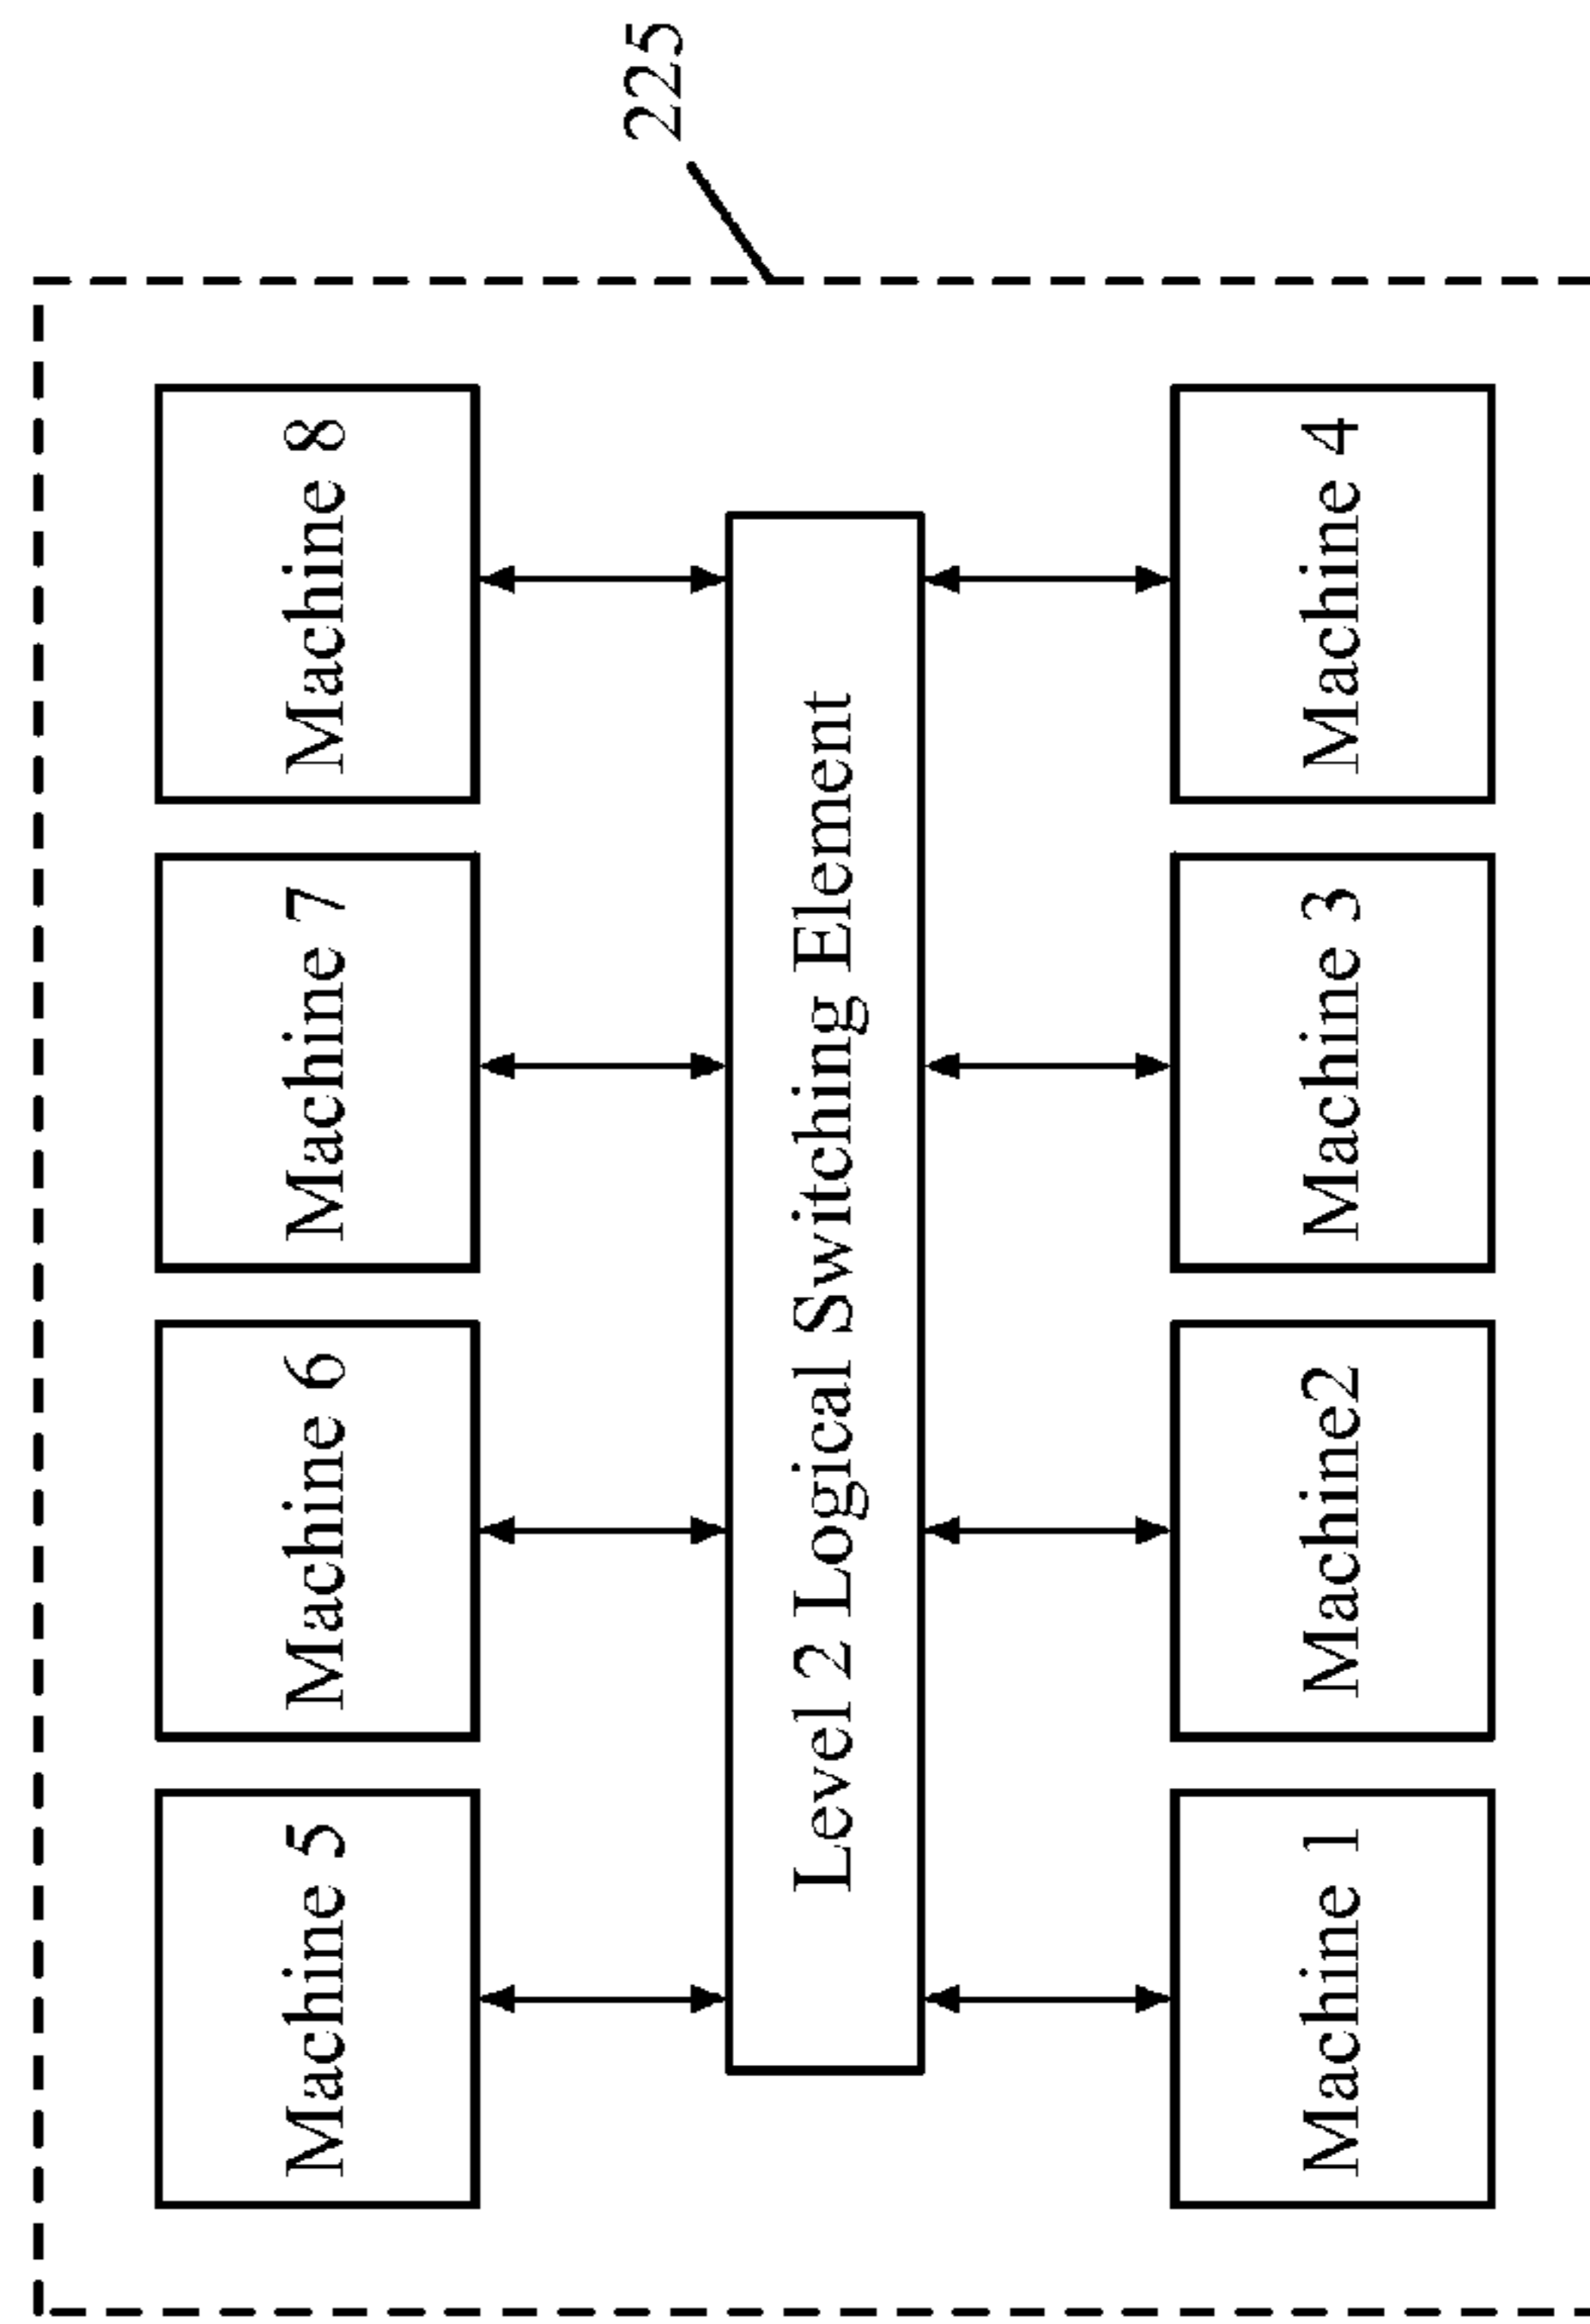 Machine 5
Machine 6
Machine 7
Machine 8
225
Level 2 Logical Switching Element
Machine 1
Machine2
Machine 3
Machine 4